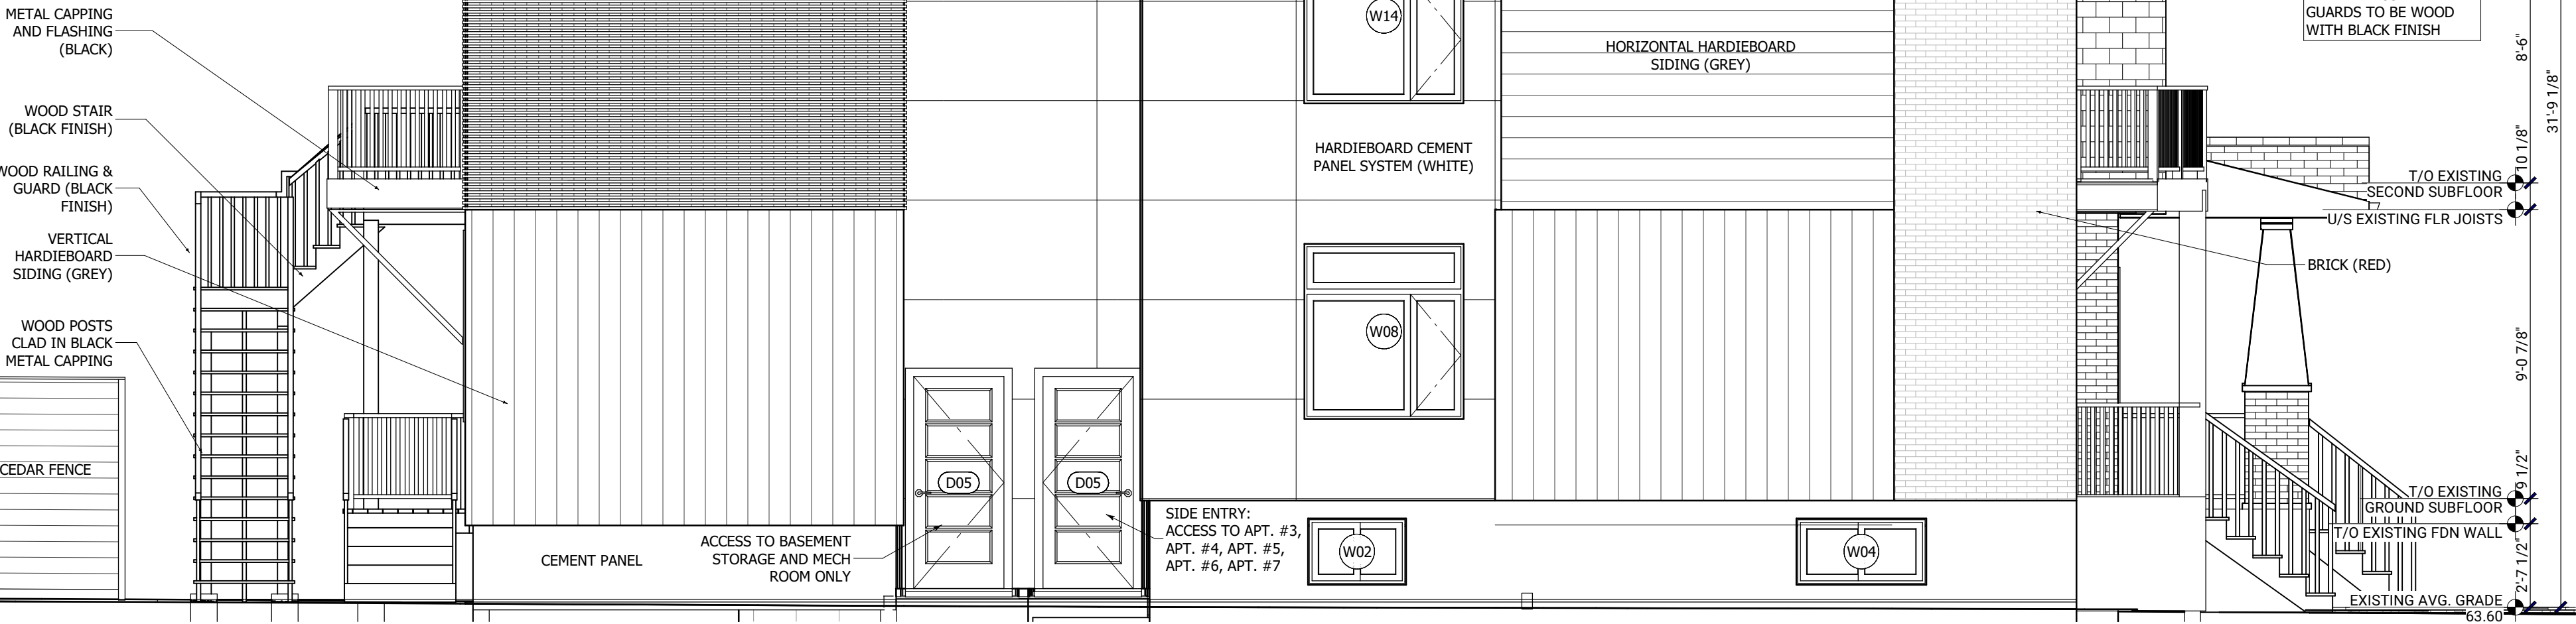 METAL CAPPING
AND FLASHING
(BLACK)
WOOD STAIR
(BLACK FINISH)
WOOD RAILING &
GUARD (BLACK
FINISH)
VERTICAL
HARDIEBOARD
SIDING (GREY)
WOOD POSTS
CLAD IN BLACK
METAL CAPPING
CEDAR FENCE
CEMENT PANEL
ACCESS TO BASEMENT
STORAGE AND MECH
ROOM ONLY
D05
D05
SIDE ENTRY:
ACCESS TO APT. #3,
APT. #4, APT. #5,
APT. #6, APT. #7
W14
HARDIEBOARD CEMENT
PANEL SYSTEM (WHITE)
W08
W02
W04
HORIZONTAL HARDIEBOARD
SIDING (GREY)
GUARDS TO BE WOOD
WITH BLACK FINISH
BRICK (RED)
T/O EXISTING
SECOND SUBFLOOR
U/S EXISTING FLR JOISTS
T/O EXISTING
GROUND SUBFLOOR
T/O EXISTING FDN WALL
EXISTING AVG. GRADE
63.60
8'-6"
10 1/8"
9'-0 7/8"
9 1/2"
2'-7 1/2"
31'-9 1/8"